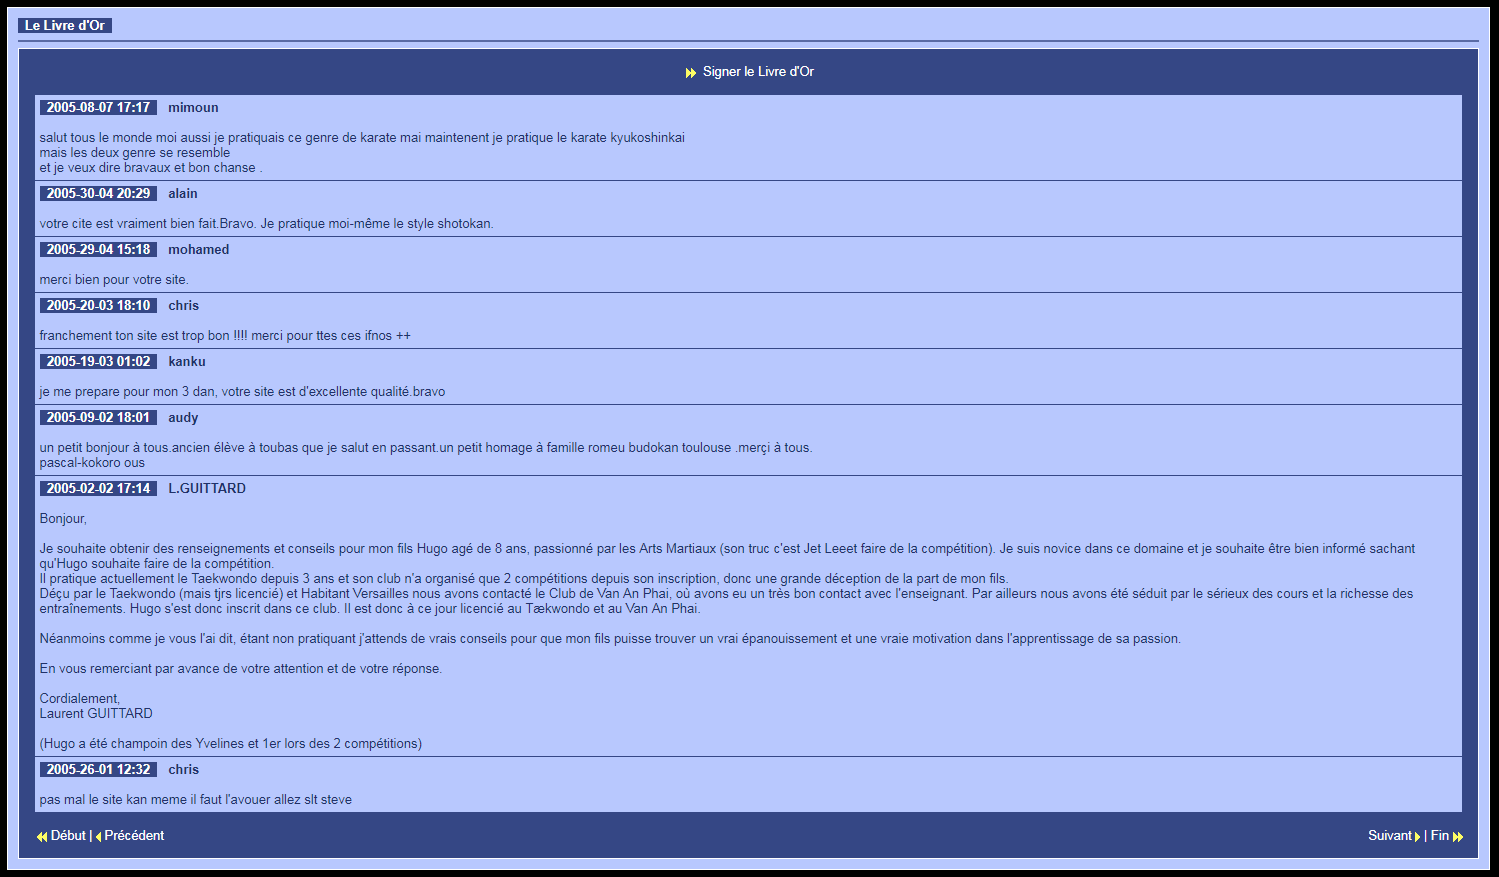 Le Livre d'Or
Signer le Livre d'Or
2005-08-07 17:17 mimoun
salut tous le monde moi aussi je pratiquais ce genre de karate mai maintenent je pratique le karate kyukoshinkai
mais les deux genre se resemble
et je veux dire bravaux et bon chanse .
2005-30-04 20:29 alain
votre cite est vraiment bien fait.Bravo. Je pratique moi-même le style shotokan.
2005-29-04 15:18 mohamed
merci bien pour votre site.
2005-20-03 18:10 chris
franchement ton site est trop bon !!!! merci pour ttes ces ifnos ++
2005-19-03 01:02 kanku
je me prepare pour mon 3 dan, votre site est d'excellente qualité.bravo
2005-09-02 18:01 audy
un petit bonjour à tous.ancien élève à toubas que je salut en passant.un petit homage à famille romeu budokan toulouse .merçi à tous.
pascal-kokoro ous
2005-02-02 17:14 L.GUITTARD
Bonjour,
Je souhaite obtenir des renseignements et conseils pour mon fils Hugo agé de 8 ans, passionné par les Arts Martiaux (son truc c'est Jet Leeet faire de la compétition). Je suis novice dans ce domaine et je souhaite être bien informé sachant
qu'Hugo souhaite faire de la compétition.
Il pratique actuellement le Taekwondo depuis 3 ans et son club n'a organisé que 2 compétitions depuis son inscription, donc une grande déception de la part de mon fils.
Déçu par le Taekwondo (mais tjrs licencié) et Habitant Versailles nous avons contacté le Club de Van An Phai, où avons eu un très bon contact avec l'enseignant. Par ailleurs nous avons été séduit par le sérieux des cours et la richesse des
entraînements. Hugo s'est donc inscrit dans ce club. Il est donc à ce jour licencié au Tækwondo et au Van An Phai.
Néanmoins comme je vous l'ai dit, étant non pratiquant j'attends de vrais conseils pour que mon fils puisse trouver un vrai épanouissement et une vraie motivation dans l'apprentissage de sa passion.
En vous remerciant par avance de votre attention et de votre réponse.
Cordialement,
Laurent GUITTARD
(Hugo a été champoin des Yvelines et 1er lors des 2 compétitions)
2005-26-01 12:32 chris
pas mal le site kan meme il faut l'avouer allez slt steve
Début | Précédent Suivant | Fin